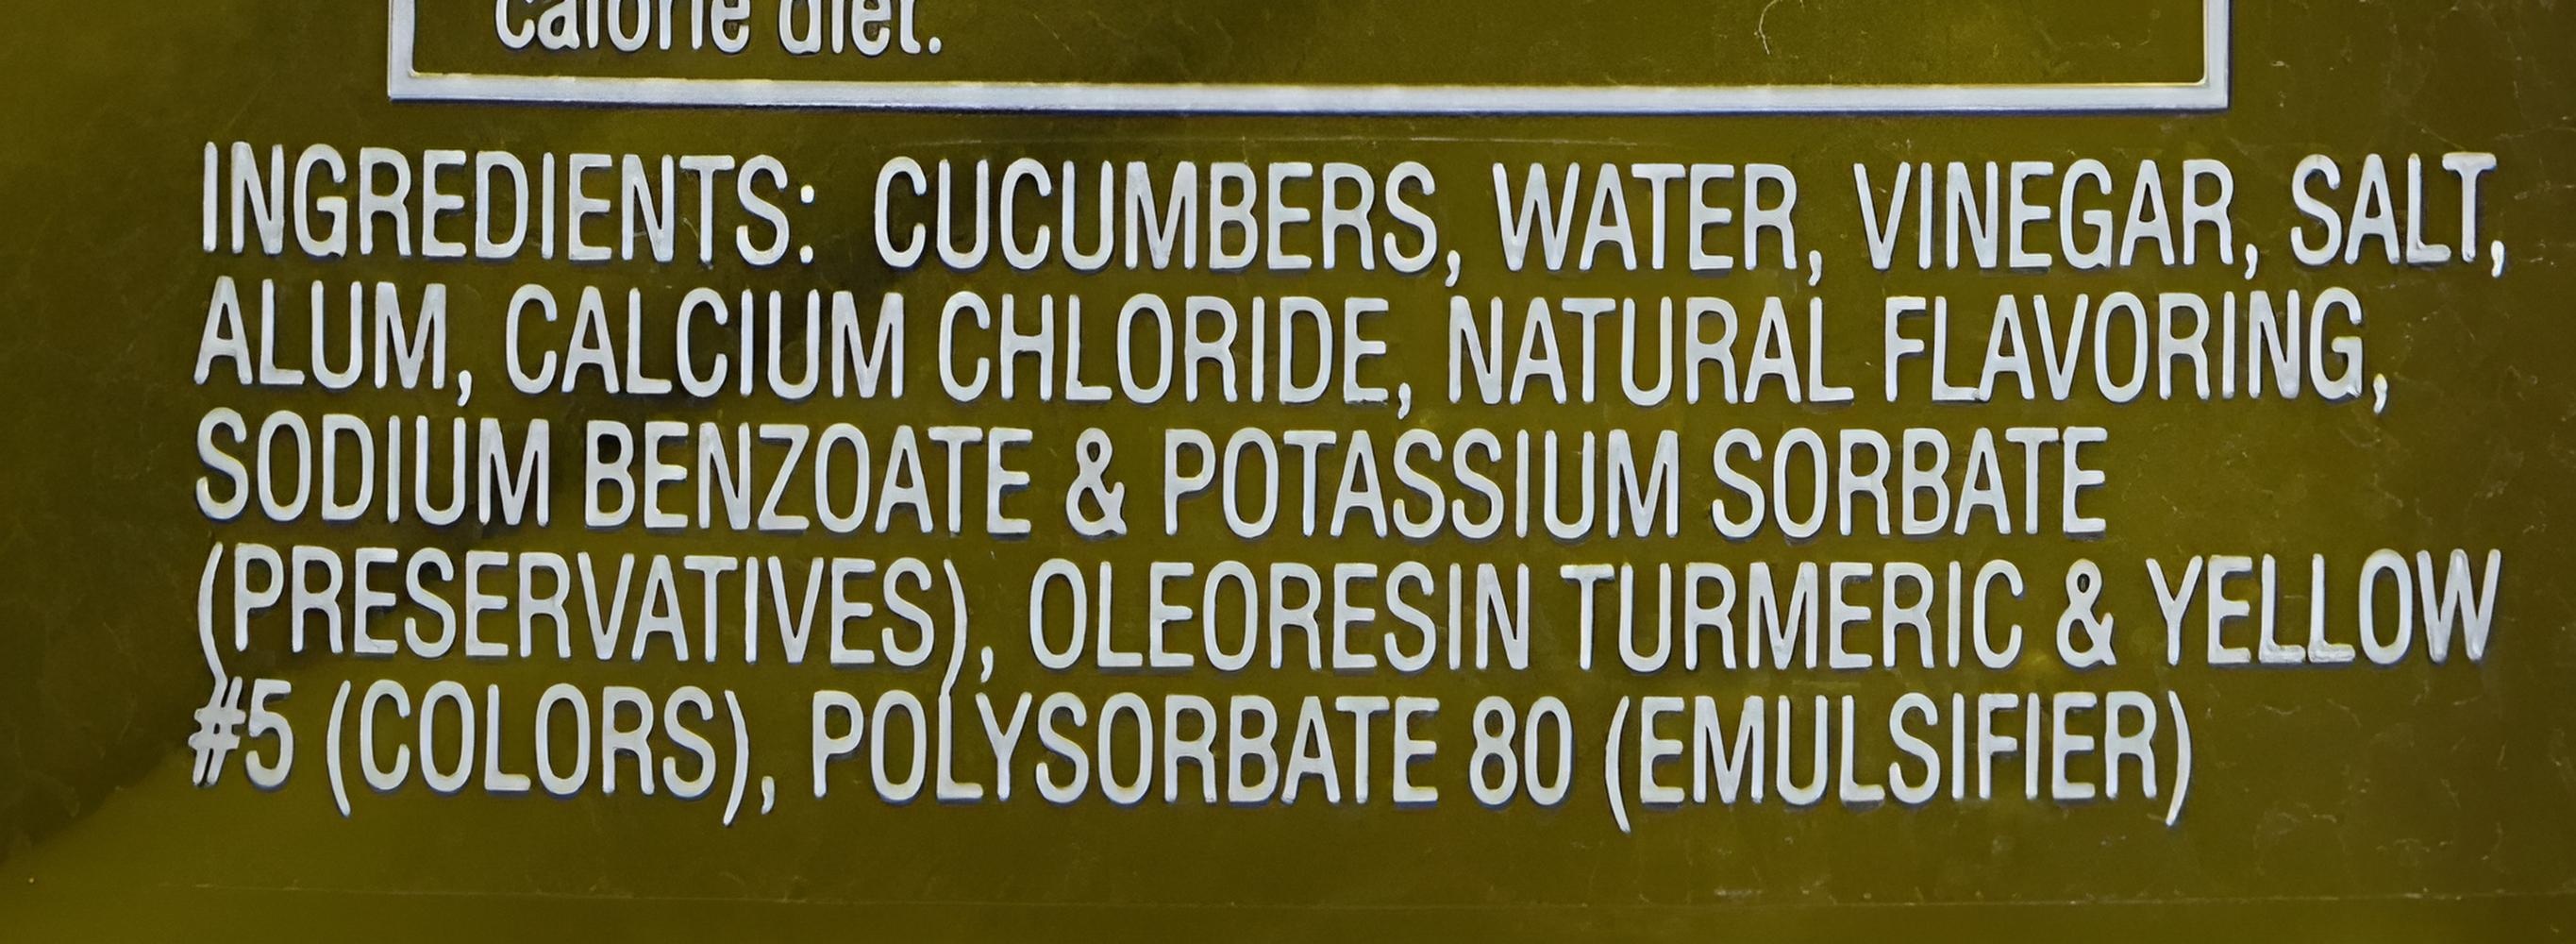 calorie diet.
INGREDIENTS: CUCUMBERS, WATER, VINEGAR, SALT,
ALUM, CALCIUM CHLORIDE, NATURAL FLAVORING,
SODIUM BENZOATE & POTASSIUM SORBATE
(PRESERVATIVES), OLEORESIN TURMERIC & YELLOW
#5 (COLORS), POLYSORBATE 80 (EMULSIFIER)